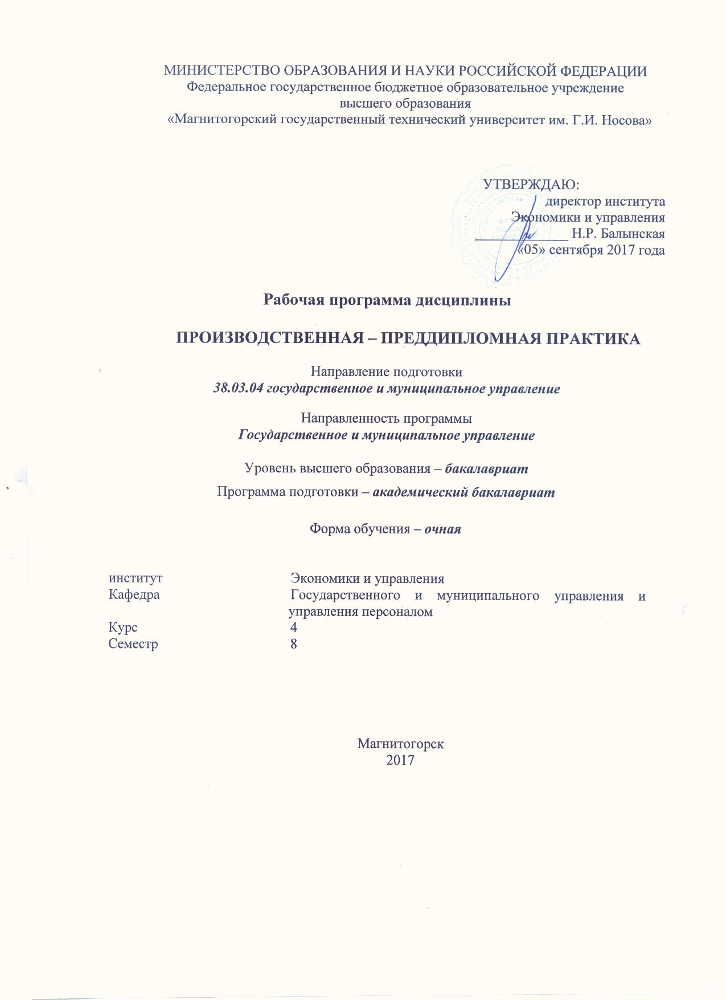 МИНИСТЕРСТВО ОБРАЗОВАНИЯ И НАУКИ РОССИЙСКОЙ ФЕДЕРАЦИИ
Федеральное государственное бюджетное образовательное учреждение
высшего образования
«Магнитогорский государственный технический университет им. Г.И. Носова»
УТВЕРЖДАЮ:
директор института
Экономики и управления
_____________ Н.Р. Балынская
«05» сентября 2017 года
Рабочая программа дисциплины
ПРОИЗВОДСТВЕННАЯ – ПРЕДДИПЛОМНАЯ ПРАКТИКА
Направление подготовки
38.03.04 государственное и муниципальное управление
Направленность программы
Государственное и муниципальное управление
Уровень высшего образования – бакалавриат
Программа подготовки – академический бакалавриат
Форма обучения – очная
институт Экономики и управления
Кафедра Государственного и муниципального управления и
управления персоналом
Курс 4
Семестр 8
Магнитогорск
2017